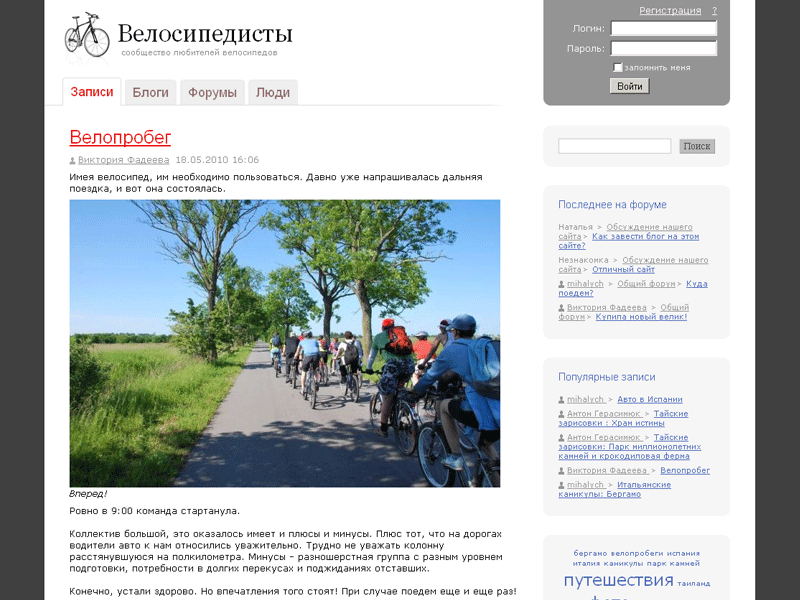 Велосипедисты
сообщество любителей велосипедов
Регистрация ?
Логин:
Пароль:
запомнить меня
Войти
Записи Блоги Форумы Люди
Велопробег
Виктория Фадеева 18.05.2010 16:06
Имея велосипед, им необходимо пользоваться. Давно уже напрашивалась дальняя
поездка, и вот она состоялась.
Вперед!
Ровно в 9:00 команда стартанула.
Коллектив большой, это оказалось имеет и плюсы и минусы. Плюс тот, что на дорогах
водители авто к нам относились уважительно. Трудно не уважать колонну
расстянувшуюся на полкилометра. Минусы - разношерстная группа с разным уровнем
подготовки, потребности в долгих перекусах и поджиданиях отставших.
Конечно, устали здорово. Но впечатления того стоят! При случае поедем еще и еще раз!
Поиск
Последнее на форуме
Наталья > Обсуждение нашего
сайта > Как завести блог на этом
сайте?
Незнакомка > Обсуждение нашего
сайта > Отличный сайт
mihalych > Общий форум > Куда
поедем?
Виктория Фадеева > Общий
форум > Купила новый велик!
Популярные записи
mihalych > Авто в Испании
Антон Герасимюк > Тайские
зарисовки : Храм истины
Антон Герасимюк > Тайские
зарисовки: Парк миллионолетних
камней и крокодиловая ферма
Виктория Фадеева > Велопробег
mihalych > Итальянские
каникулы: Бергамо
бергамо велопробеги испания
италия каникулы парк камней
путешествия таиланд